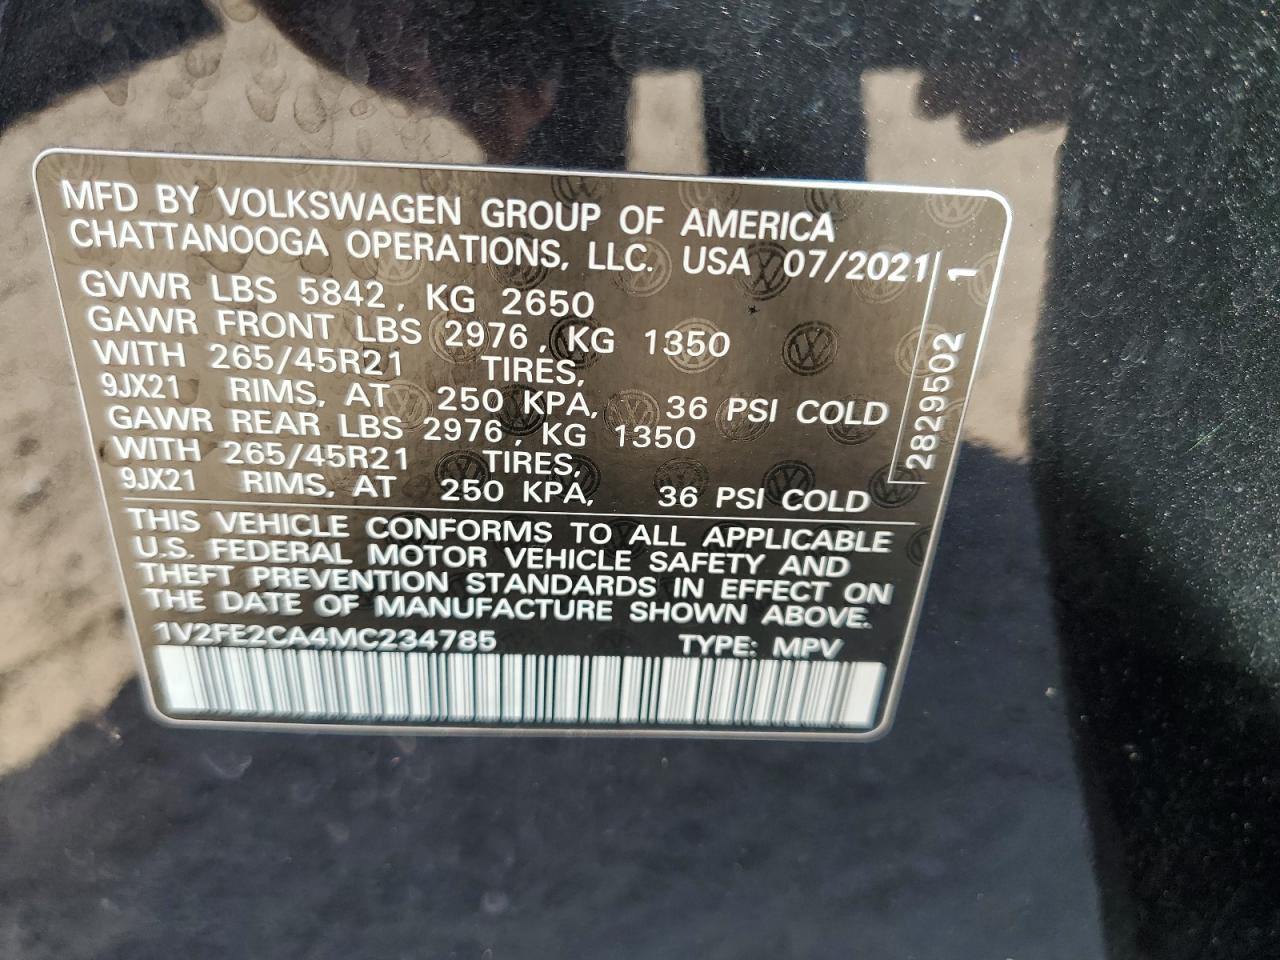 MFD BY VOLKSWAGEN GROUP OF AMERICA
CHATTANOOGA OPERATIONS, LLC. USA 07/2021
GVWR LBS 5842, KG 2650
GAWR FRONT LBS 2976, KG 1350
WITH 265/45R21 TIRES,
9JX21 RIMS, AT 250 KPA, 36 PSI COLD
GAWR REAR LBS 2976, KG 1350
WITH 265/45R21 TIRES,
9JX21 RIMS, AT 250 KPA, 36 PSI COLD
2829502 1
THIS VEHICLE CONFORMS TO ALL APPLICABLE
U.S. FEDERAL MOTOR VEHICLE SAFETY AND
THEFT PREVENTION STANDARDS IN EFFECT ON
THE DATE OF MANUFACTURE SHOWN ABOVE.
1V2FE2CA4MC234785 TYPE: MPV